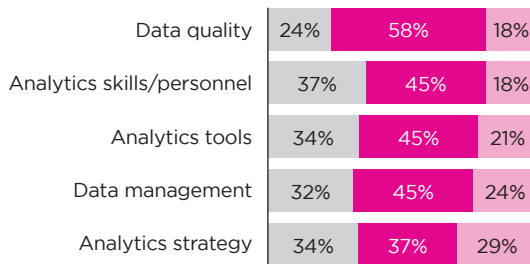 Data quality 24% 58% 18%
Analytics skills/personnel 37% 45% 18%
Analytics tools 34% 45% 21%
Data management 32% 45% 24%
Analytics strategy 34% 37% 29%